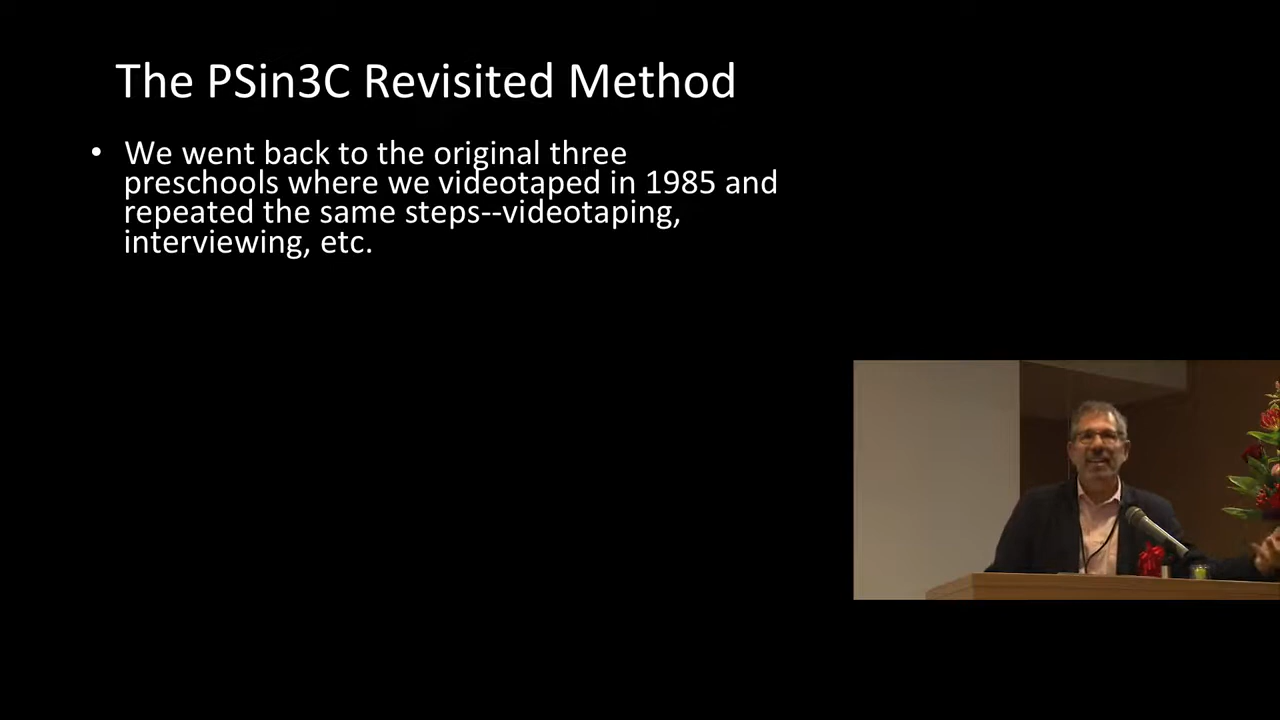 The PSin3C Revisited Method
• We went back to the original three
preschools where we videotaped in 1985 and
repeated the same steps--videotaping,
interviewing, etc.